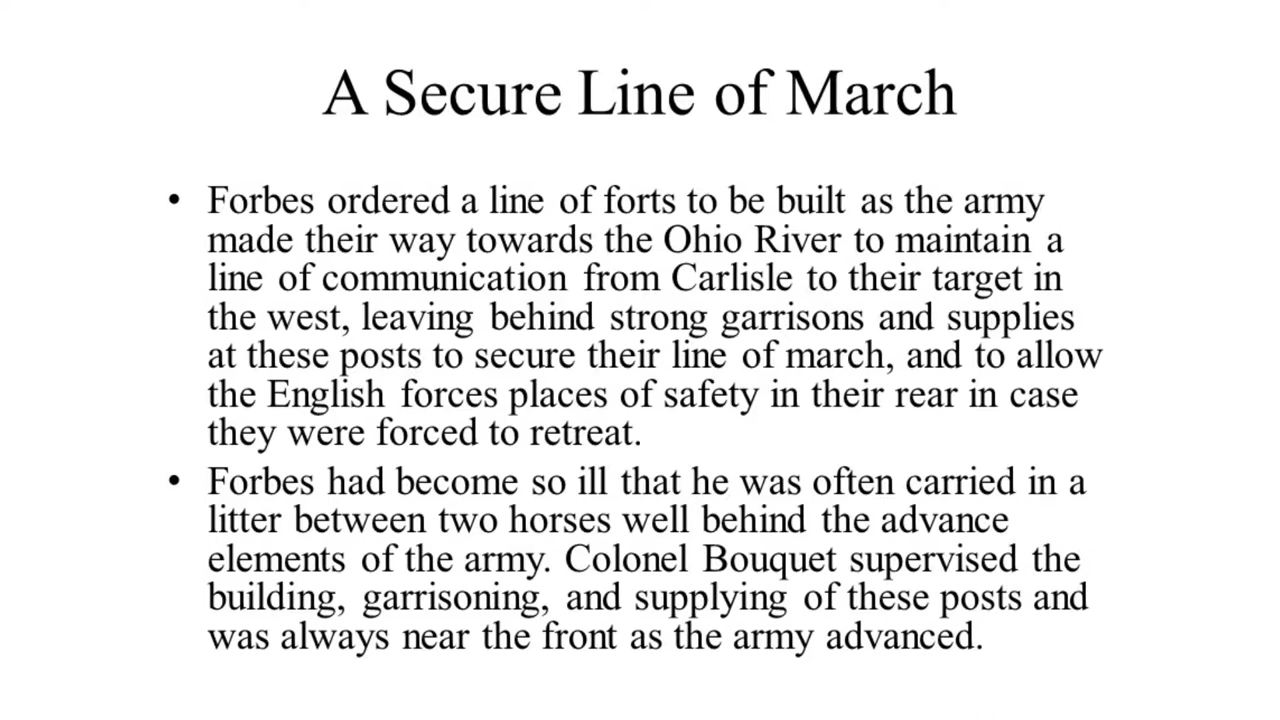 A Secure Line of March
• Forbes ordered a line of forts to be built as the army
made their way towards the Ohio River to maintain a
line of communication from Carlisle to their target in
the west, leaving behind strong garrisons and supplies
at these posts to secure their line of march, and to allow
the English forces places of safety in their rear in case
they were forced to retreat.
• Forbes had become so ill that he was often carried in a
litter between two horses well behind the advance
elements of the army. Colonel Bouquet supervised the
building, garrisoning, and supplying of these posts and
was always near the front as the army advanced.